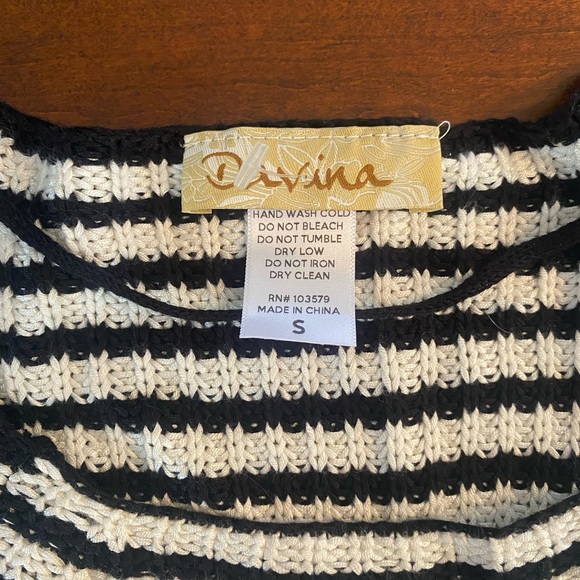 Davina
HAND WASH COLD
DO NOT BLEACH
DO NOT TUMBLE
DRY LOW
DO NOT IRON
DRY CLEAN
RN# 103579
MADE IN CHINA
S